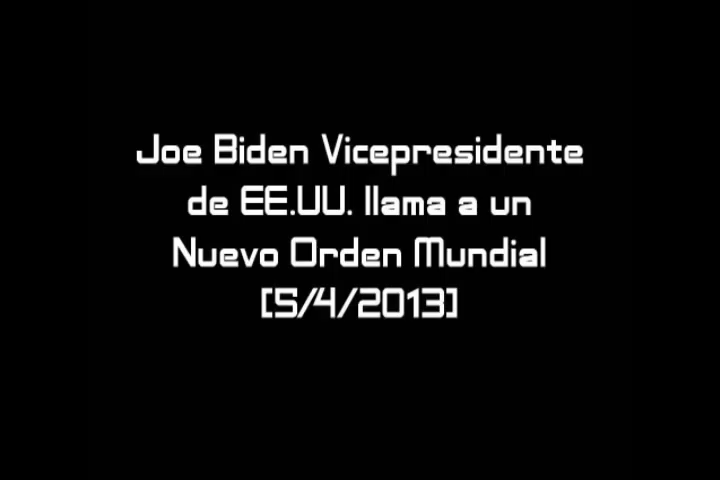 Joe Biden Vicepresidente
de EE.UU. llama a un
Nuevo Orden Mundial
[5/4/2013]